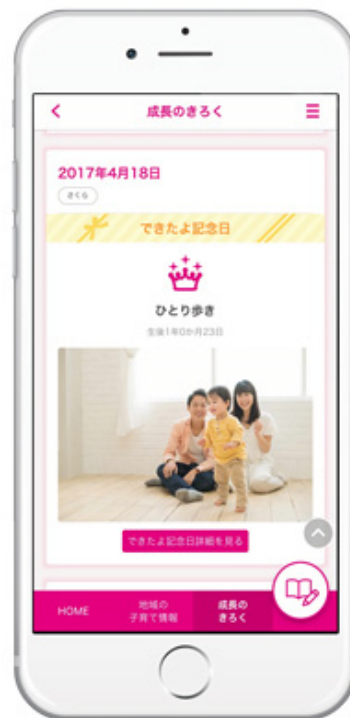 成長のきろく
2017年4月18日
さくら
できたよ記念日
ひとり歩き
生後1年0か月23日
できたよ記念日詳細を見る
HOME
地域の
子育て情報
成長の
きろく